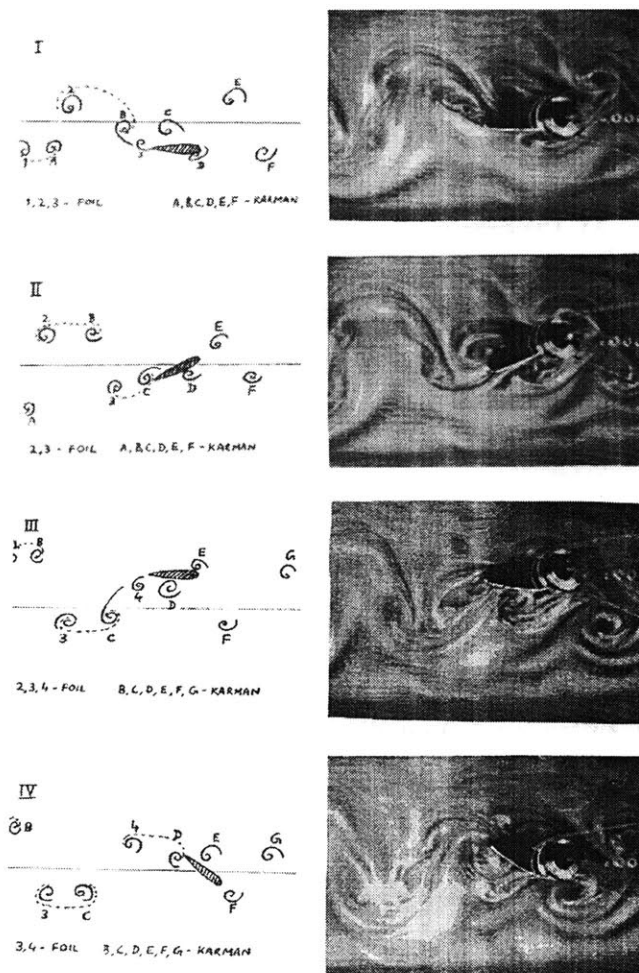 I
E
2
B C
3
1 A D F
1,2,3 - FOIL A,B,C,D,E,F - KARMAN
II
E
2 B
D F
3 C
A
2,3 - FOIL A,B,C,D,E,F - KARMAN
III
B
E G
4 D
F
3 C
2,3,4 - FOIL B,C,D,E,F,G - KARMAN
IV
4 D
B E G
F
3 C
3,4 - FOIL B,C,D,E,F,G - KARMAN